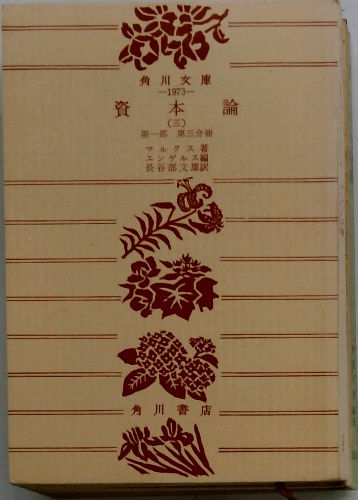 角川文庫
―1973―
資本論
(三)
第一部 第三分冊
マルクス著
エンゲルス編
長谷部文雄訳
角川書店